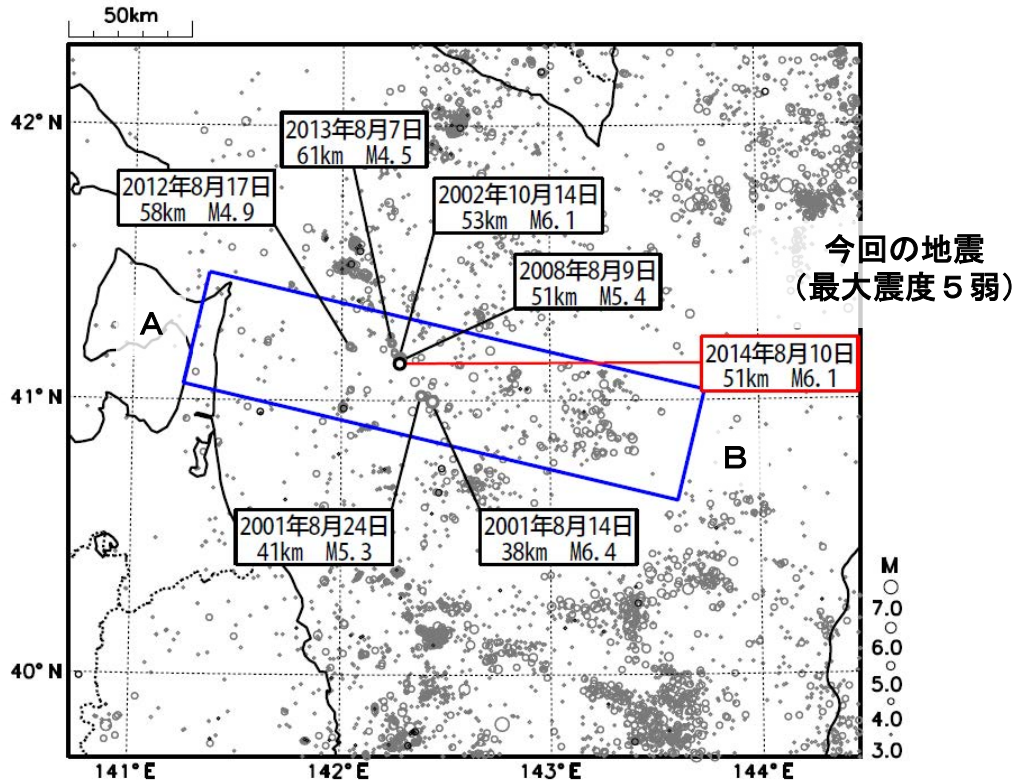 50km
42°N
2013年8月7日
61km M4.5
2012年8月17日
58km M4.9
2002年10月14日
53km M6.1
2008年8月9日
51km M5.4
今回の地震
（最大震度５弱）
A
2014年8月10日
51km M6.1
41°N
B
2001年8月24日
41km M5.3
2001年8月14日
38km M6.4
M
7.0
6.0
5.0
4.0
3.0
40°N
141°E
142°E
143°E
144°E